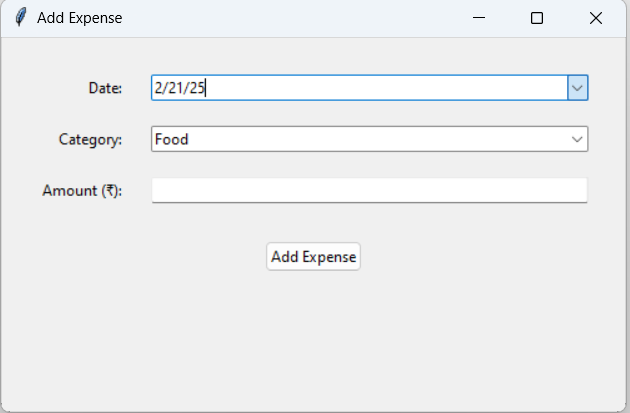 Add Expense
Date: 2/21/25
Category: Food
Amount (₹):
Add Expense